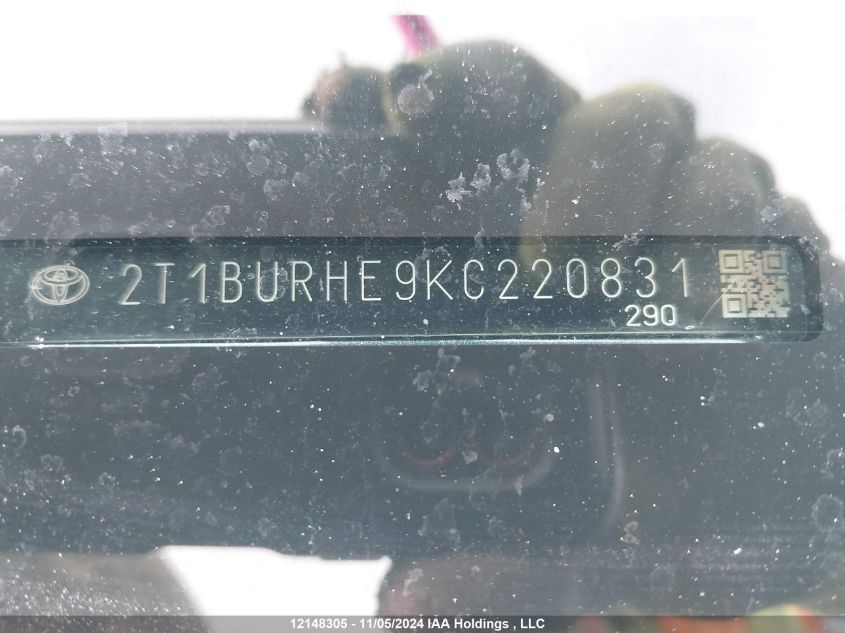 2T1BURHE9KC220831
290
12148305 - 11/05/2024 IAA Holdings , LLC